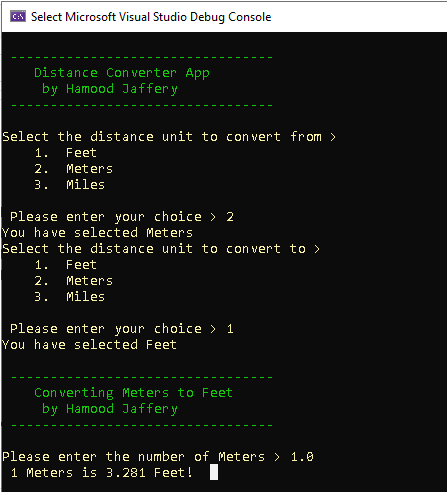 Select Microsoft Visual Studio Debug Console
---------------------------------
Distance Converter App
by Hamood Jaffery
---------------------------------
Select the distance unit to convert from >
1. Feet
2. Meters
3. Miles
Please enter your choice > 2
You have selected Meters
Select the distance unit to convert to >
1. Feet
2. Meters
3. Miles
Please enter your choice > 1
You have selected Feet
---------------------------------
Converting Meters to Feet
by Hamood Jaffery
---------------------------------
Please enter the number of Meters > 1.0
1 Meters is 3.281 Feet!